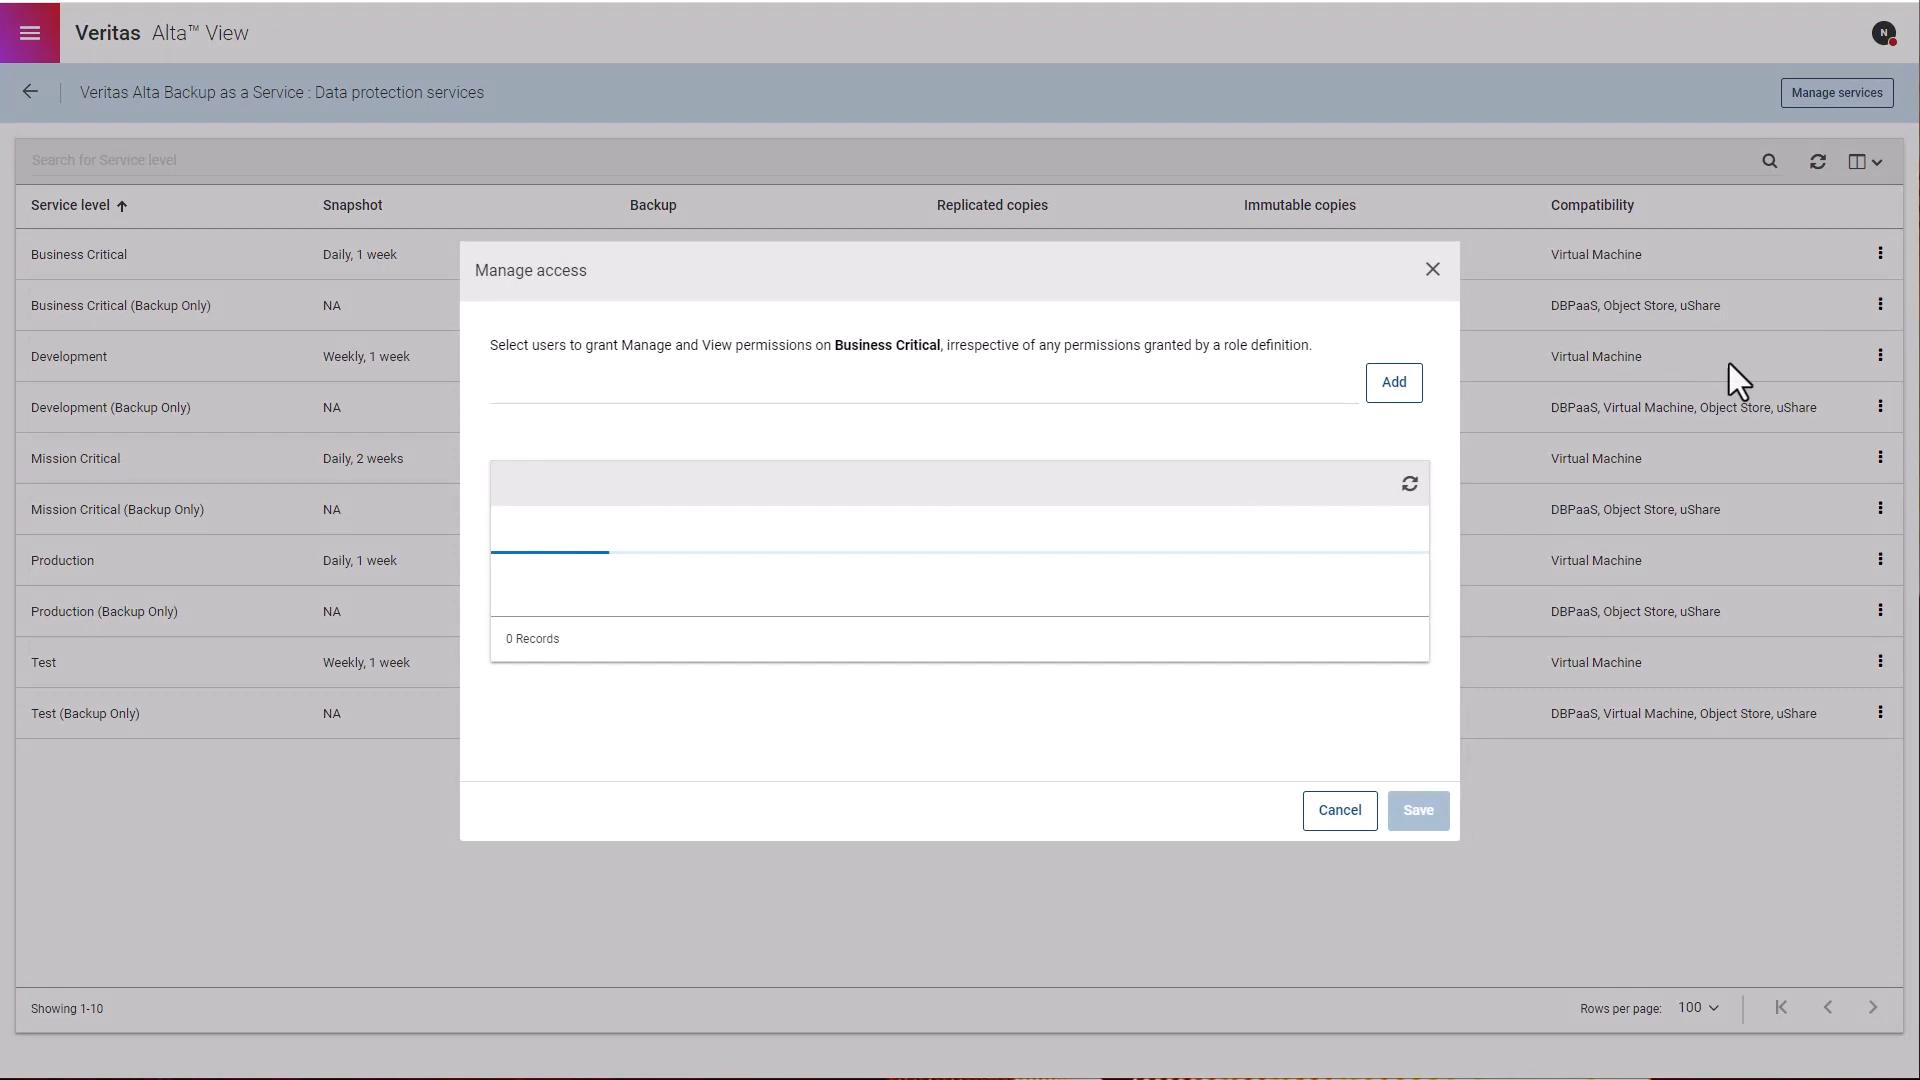 Veritas Alta™ View
N
Veritas Alta Backup as a Service : Data protection services
Manage services
Search for Service level
Service level Snapshot Backup Replicated copies Immutable copies Compatibility
Business Critical Daily, 1 week Virtual Machine
Business Critical (Backup Only) NA DBPaaS, Object Store, uShare
Development Weekly, 1 week Virtual Machine
Development (Backup Only) NA DBPaaS, Virtual Machine, Object Store, uShare
Mission Critical Daily, 2 weeks Virtual Machine
Mission Critical (Backup Only) NA DBPaaS, Object Store, uShare
Production Daily, 1 week Virtual Machine
Production (Backup Only) NA DBPaaS, Object Store, uShare
Test Weekly, 1 week Virtual Machine
Test (Backup Only) NA DBPaaS, Virtual Machine, Object Store, uShare
Manage access
Select users to grant Manage and View permissions on Business Critical, irrespective of any permissions granted by a role definition.
Add
0 Records
Cancel Save
Showing 1-10 Rows per page: 100